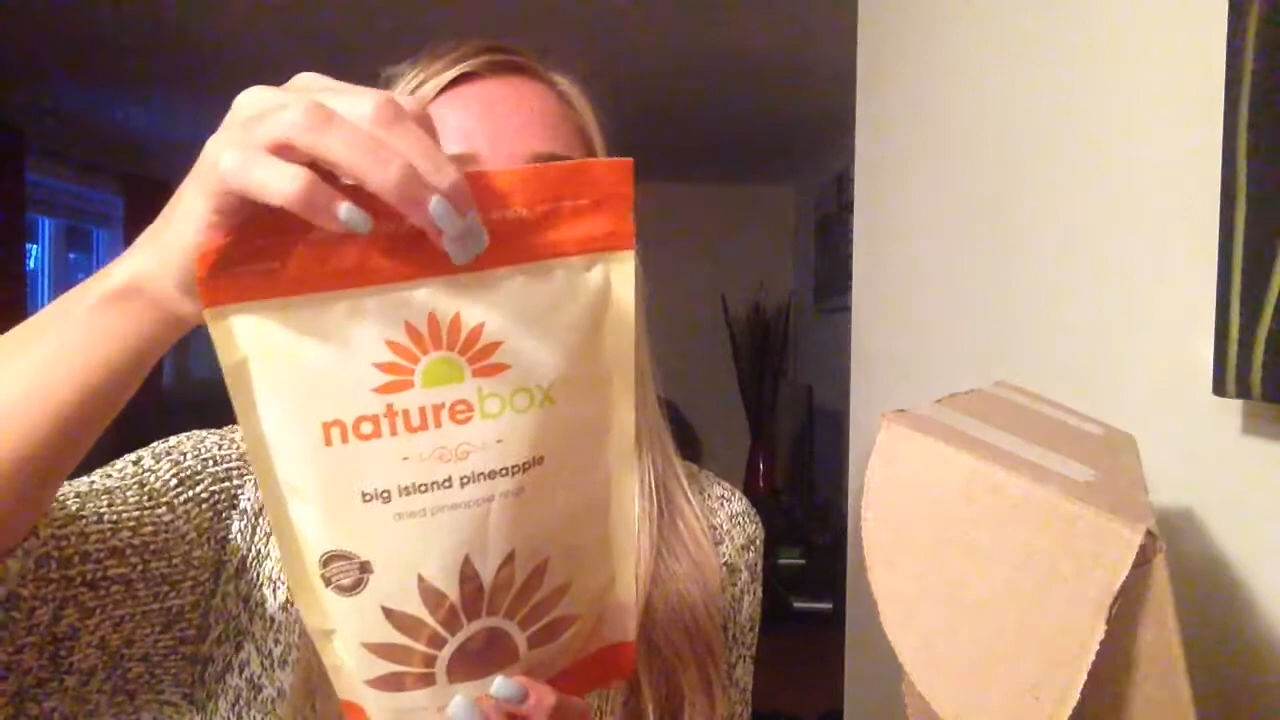 naturebox
big island pineapple
dried pineapple rings